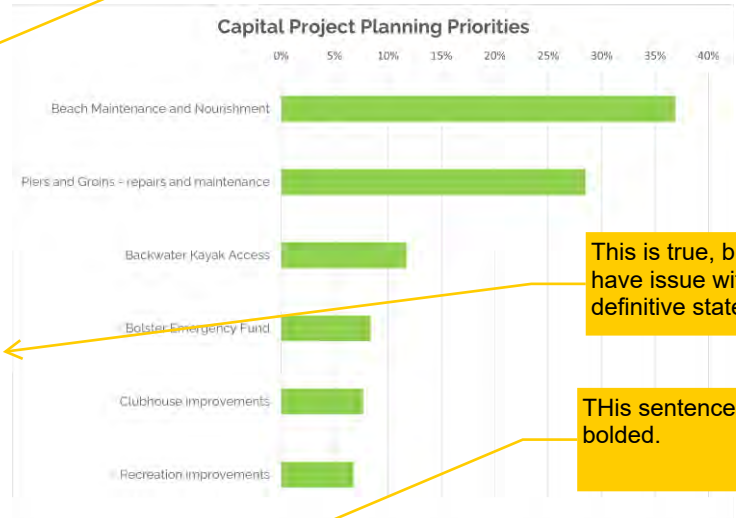 Capital Project Planning Priorities
0% 5% 10% 15% 20% 25% 30% 35% 40%
Beach Maintenance and Nourishment
Piers and Groins - repairs and maintenance
Backwater Kayak Access
Bolster Emergency Fund
Clubhouse improvements
Recreation improvements
This is true, b
have issue wi
definitive state
THis sentence
bolded.